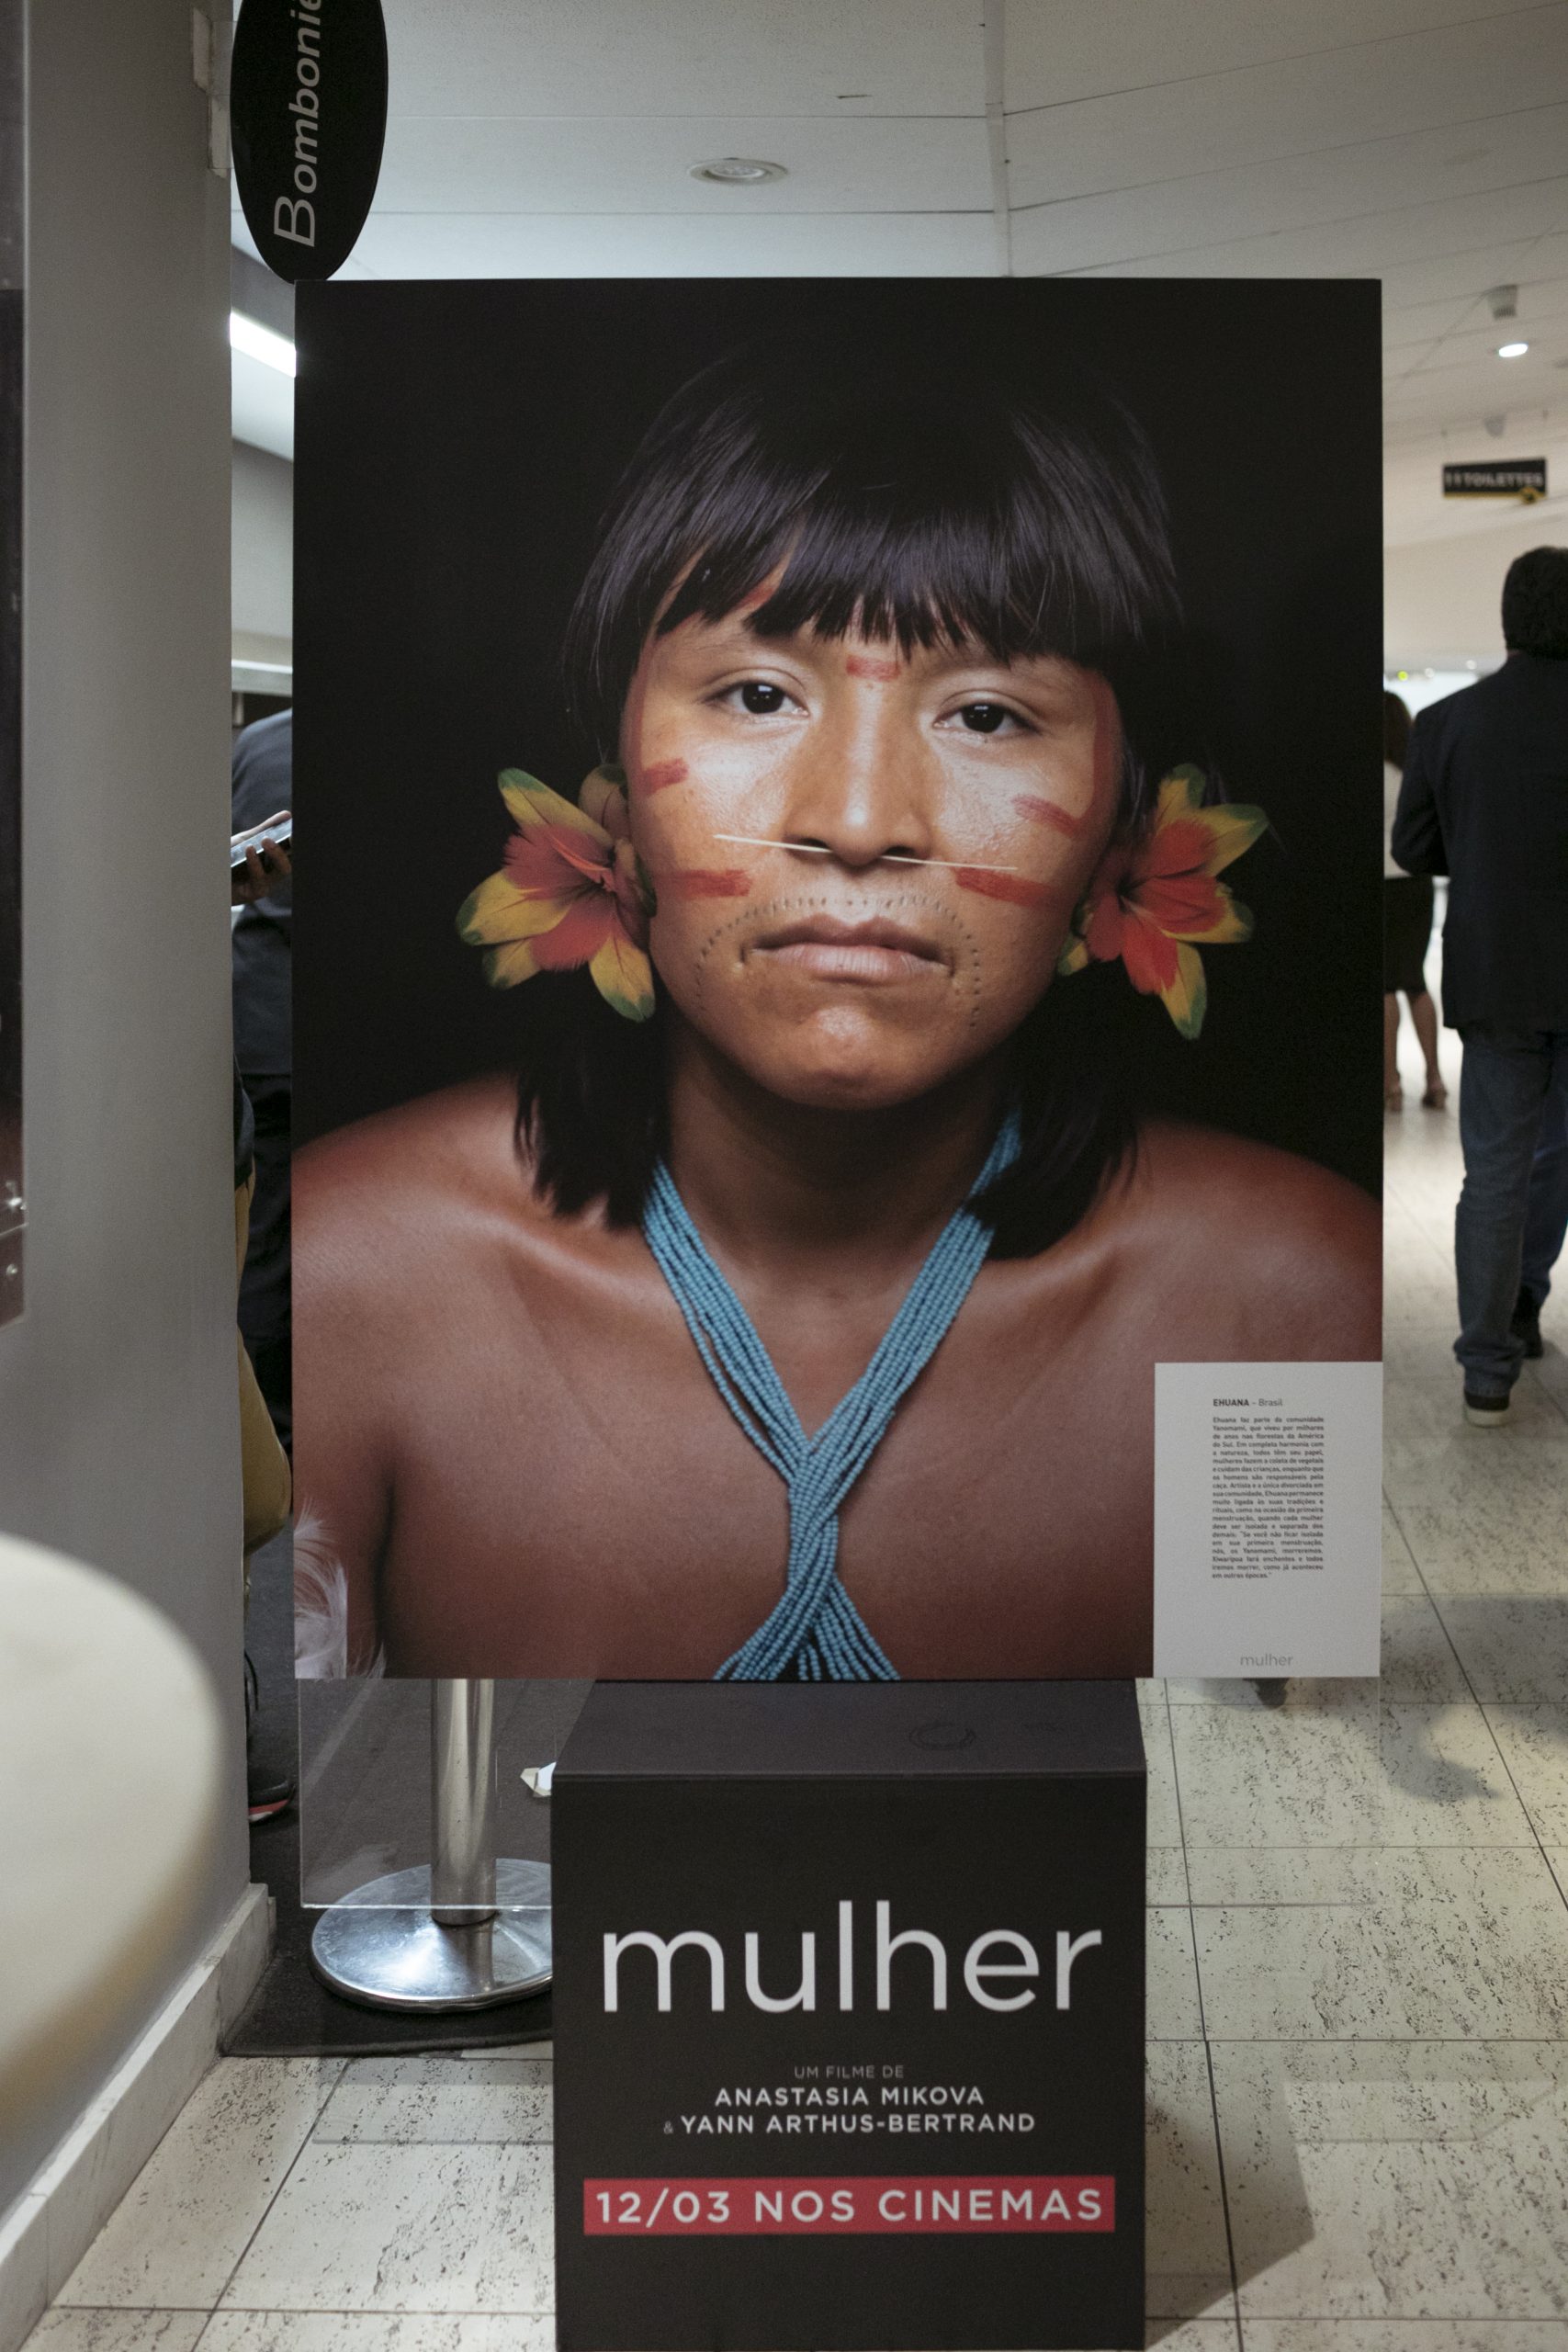 Bombonie
TOILETTES
EHUANA – Brasil
Ehuana faz parte da comunidade
Yanomami, que viveu por milhares
de anos nas florestas da América
do Sul. Em completa harmonia com
a natureza, todos têm seu papel,
mulheres fazem a coleta de vegetais
e cuidam das crianças, enquanto que
os homens são responsáveis pela
caça. Artista e a única divorciada em
sua comunidade, Ehuana permanece
muito ligada às suas tradições e
rituais, como na ocasião da primeira
menstruação, quando cada mulher
deve ser isolada e separada dos
demais. "Se você não ficar isolada
em sua primeira menstruação,
nós, os Yanomami, morreremos.
fará enchentes e todos
iremos morrer, como já aconteceu
em outras épocas."
mulher
mulher
UM FILME DE
ANASTASIA MIKOVA
& YANN ARTHUS-BERTRAND
12/03 NOS CINEMAS